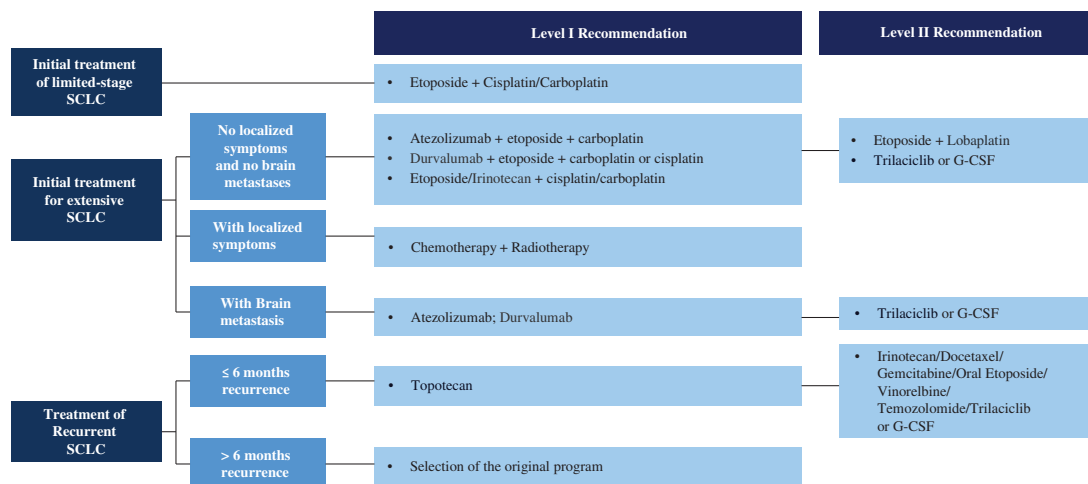 Level I Recommendation
Level II Recommendation
Initial treatment
of limited-stage
SCLC
• Etoposide + Cisplatin/Carboplatin
Initial treatment
for extensive
SCLC
No localized
symptoms
and no brain
metastases
• Atezolizumab + etoposide + carboplatin
• Durvalumab + etoposide + carboplatin or cisplatin
• Etoposide/Irinotecan + cisplatin/carboplatin
• Etoposide + Lobaplatin
• Trilaciclib or G-CSF
With localized
symptoms
• Chemotherapy + Radiotherapy
With Brain
metastasis
• Atezolizumab; Durvalumab
• Trilaciclib or G-CSF
Treatment of
Recurrent
SCLC
≤ 6 months
recurrence
• Topotecan
• Irinotecan/Docetaxel/
Gemcitabine/Oral Etoposide/
Vinorelbine/
Temozolomide/Trilaciclib
or G-CSF
> 6 months
recurrence
• Selection of the original program